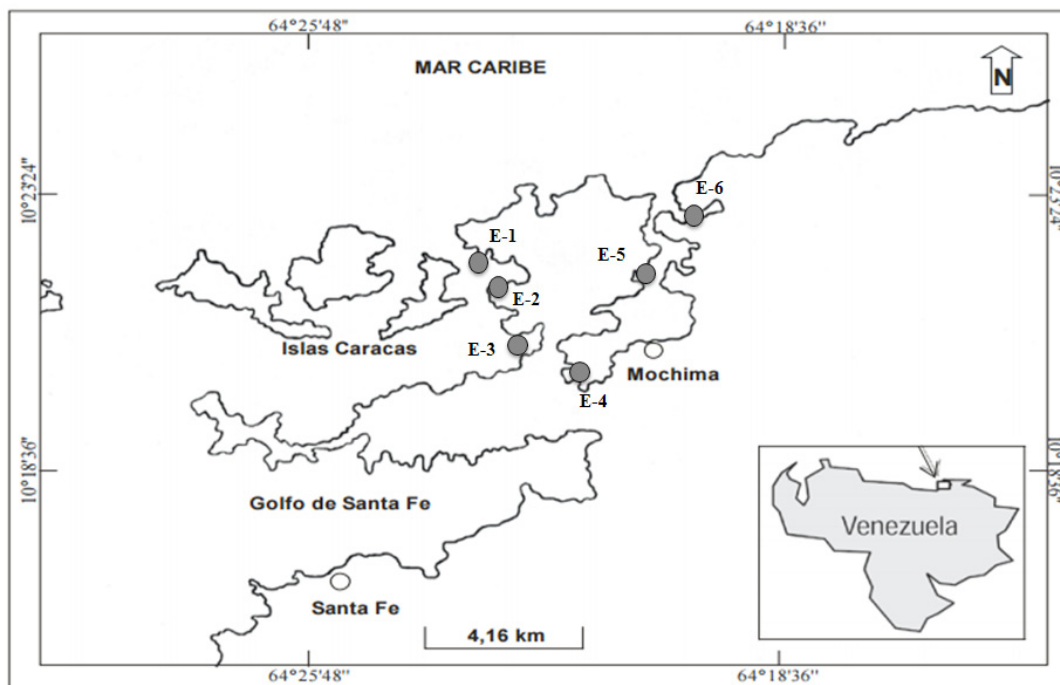 64°25'48"
64°18'36"
MAR CARIBE
N
10°23'24"
10°23'24"
E-6
E-1
E-5
E-2
E-3
Islas Caracas
Mochima
E-4
10°18'36"
10°18'36"
Golfo de Santa Fe
Venezuela
Santa Fe
4,16 km
64°25'48"
64°18'36"